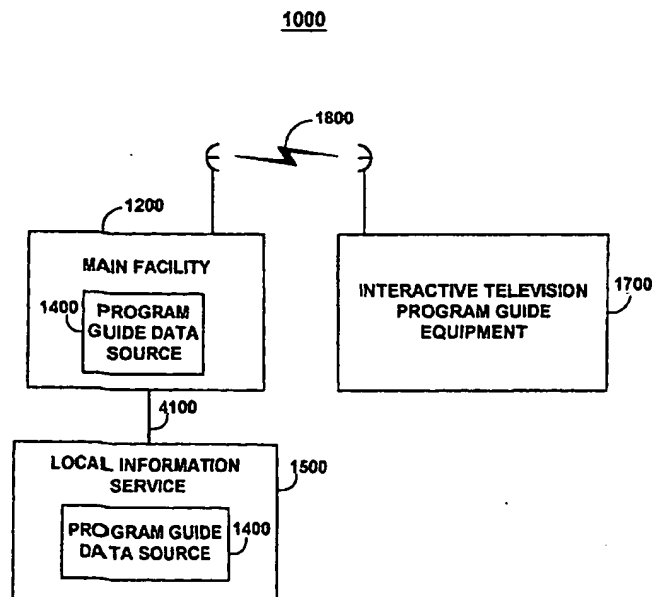 1000
1800
1200
MAIN FACILITY
1400
PROGRAM
GUIDE DATA
SOURCE
INTERACTIVE TELEVISION
PROGRAM GUIDE
EQUIPMENT
1700
4100
LOCAL INFORMATION
SERVICE
1500
PROGRAM GUIDE
DATA SOURCE
1400